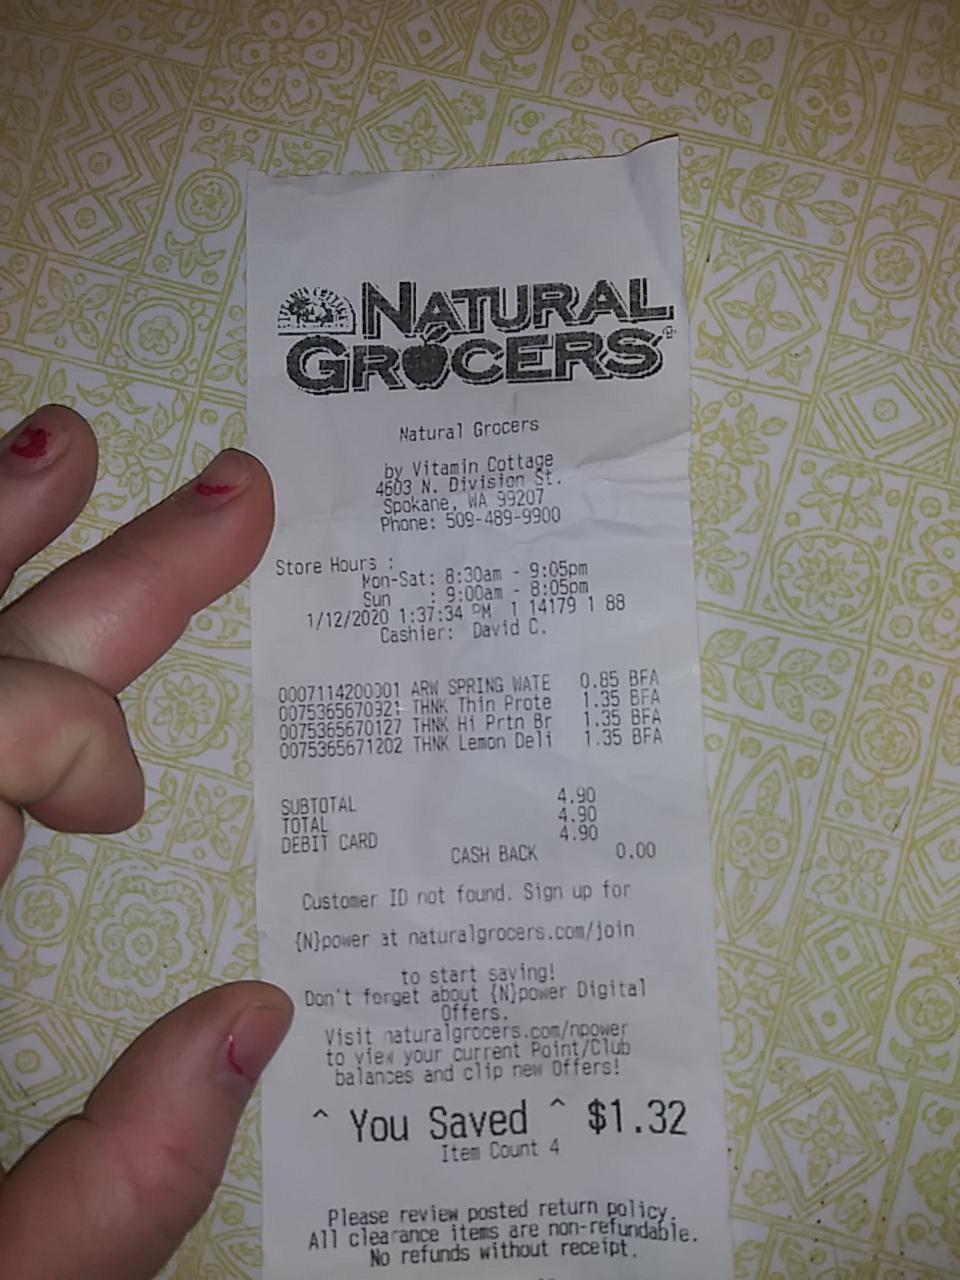 VITAMIN COTTAGE
NATURAL
GROCERS®
Natural Grocers
by Vitamin Cottage
4603 N. Division St.
Spokane, WA 99207
Phone: 509-489-9900
Store Hours :
Mon-Sat: 8:30am - 9:05pm
Sun : 9:00am - 8:05pm
1/12/2020 1:37:34 PM 1 14179 1 88
Cashier: David C.
0007114200001 ARW SPRING WATE 0.85 BFA
0075365670921 THNK Thin Prote 1.35 BFA
0075365670127 THNK Hi Prtn Br 1.35 BFA
0075365671202 THNK Lemon Deli 1.35 BFA
SUBTOTAL 4.90
TOTAL 4.90
DEBIT CARD 4.90
CASH BACK 0.00
Customer ID not found. Sign up for
{N}power at naturalgrocers.com/join
to start saving!
Don't forget about {N}power Digital
Offers.
Visit naturalgrocers.com/npower
to view your current Point/Club
balances and clip new Offers!
^ You Saved ^ $1.32
Item Count 4
Please review posted return policy.
All clearance items are non-refundable.
No refunds without receipt.